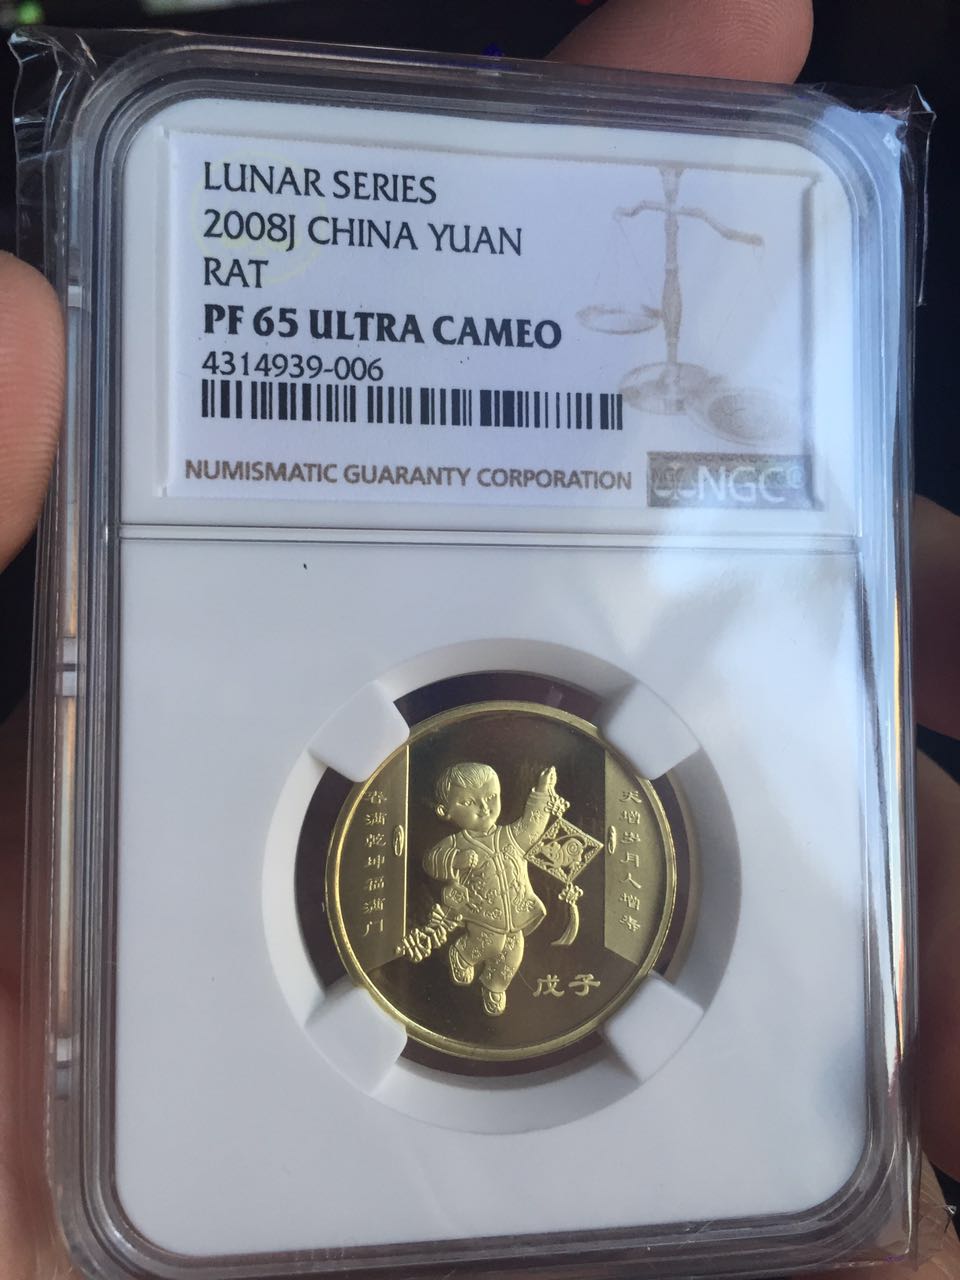 LUNAR SERIES
2008J CHINA YUAN
RAT
PF 65 ULTRA CAMEO
4314939-006
NUMISMATIC GUARANTY CORPORATION
NGC
天增岁月人增寿
春满乾坤福满门
戊子